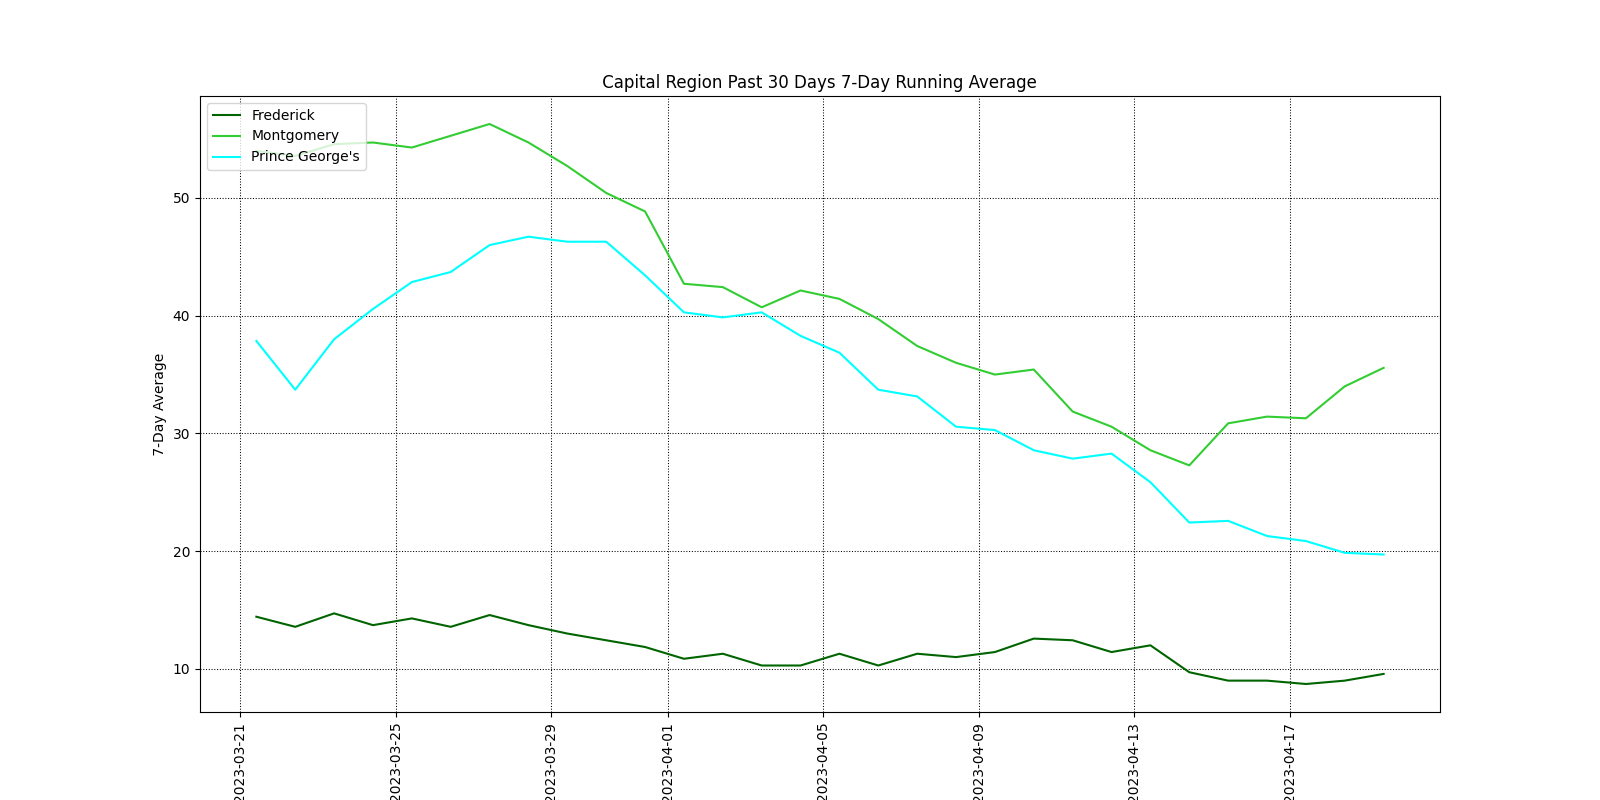 Capital Region Past 30 Days 7-Day Running Average
Frederick
Montgomery
Prince George's
7-Day Average
50
40
30
20
10
2023-03-21
2023-03-25
2023-03-29
2023-04-01
2023-04-05
2023-04-09
2023-04-13
2023-04-17